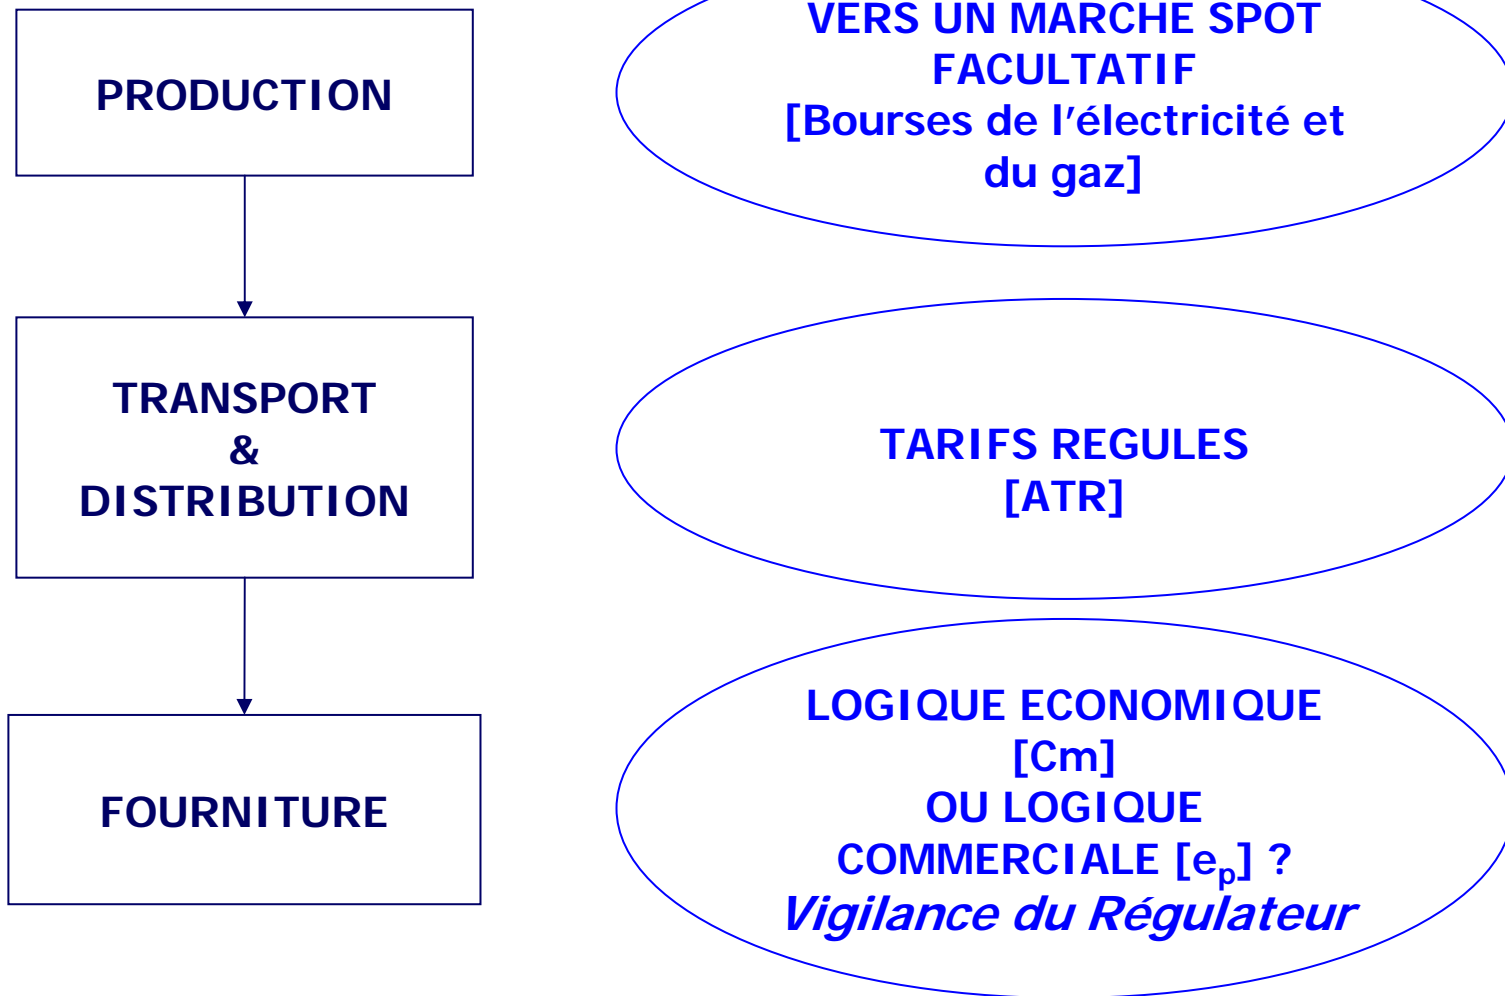 PRODUCTION
VERS UN MARCHE SPOT
FACULTATIF
[Bourses de l’électricité et
du gaz]
TRANSPORT
&
DISTRIBUTION
TARIFS REGULES
[ATR]
FOURNITURE
LOGIQUE ECONOMIQUE
[Cm]
OU LOGIQUE
COMMERCIALE [ep] ?
Vigilance du Régulateur